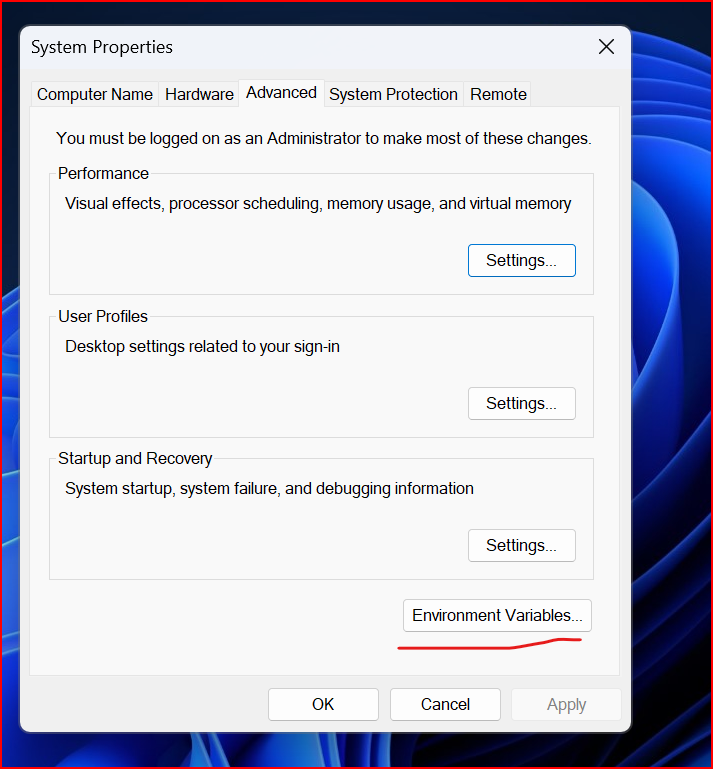 System Properties
Computer Name
Hardware
Advanced
System Protection
Remote
You must be logged on as an Administrator to make most of these changes.
Performance
Visual effects, processor scheduling, memory usage, and virtual memory
Settings...
User Profiles
Desktop settings related to your sign-in
Settings...
Startup and Recovery
System startup, system failure, and debugging information
Settings...
Environment Variables...
OK
Cancel
Apply